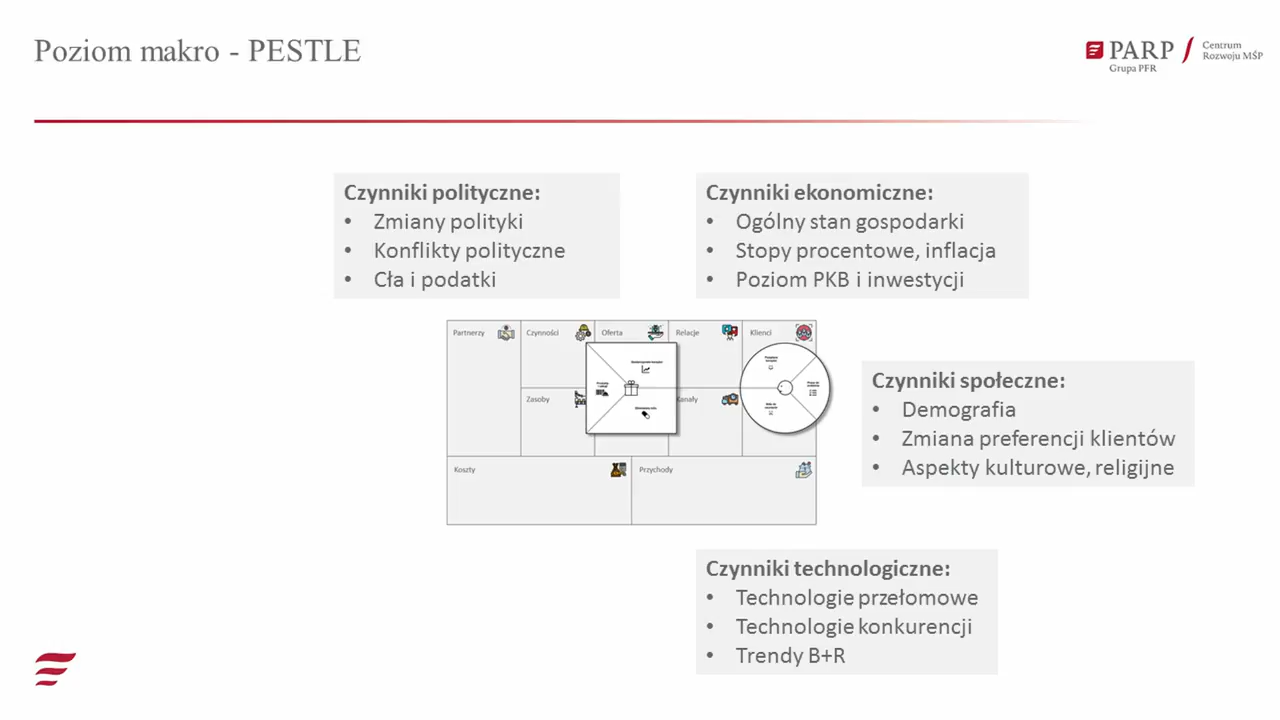 Poziom makro - PESTLE
PARP
Grupa PFR
Centrum
Rozwoju MŚP
Czynniki polityczne:
• Zmiany polityki
• Konflikty polityczne
• Cła i podatki
Czynniki ekonomiczne:
• Ogólny stan gospodarki
• Stopy procentowe, inflacja
• Poziom PKB i inwestycji
Partnerzy
Czynności
Oferta
Relacje
Klienci
Zasoby
Kanały
Koszty
Przychody
Czynniki społeczne:
• Demografia
• Zmiana preferencji klientów
• Aspekty kulturowe, religijne
Czynniki technologiczne:
• Technologie przełomowe
• Technologie konkurencji
• Trendy B+R